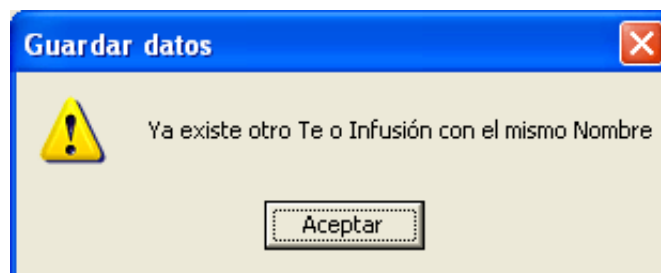 Guardar datos
Ya existe otro Te o Infusión con el mismo Nombre
Aceptar